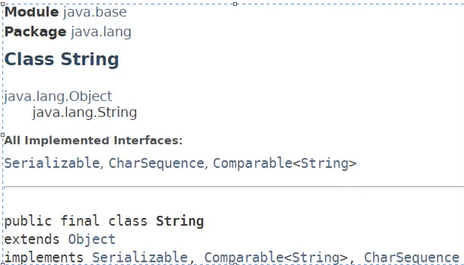 Module java.base
Package java.lang
Class String
java.lang.Object
java.lang.String
All Implemented Interfaces:
Serializable, CharSequence, Comparable<String>
public final class String
extends Object
implements Serializable, Comparable<String>, CharSequence